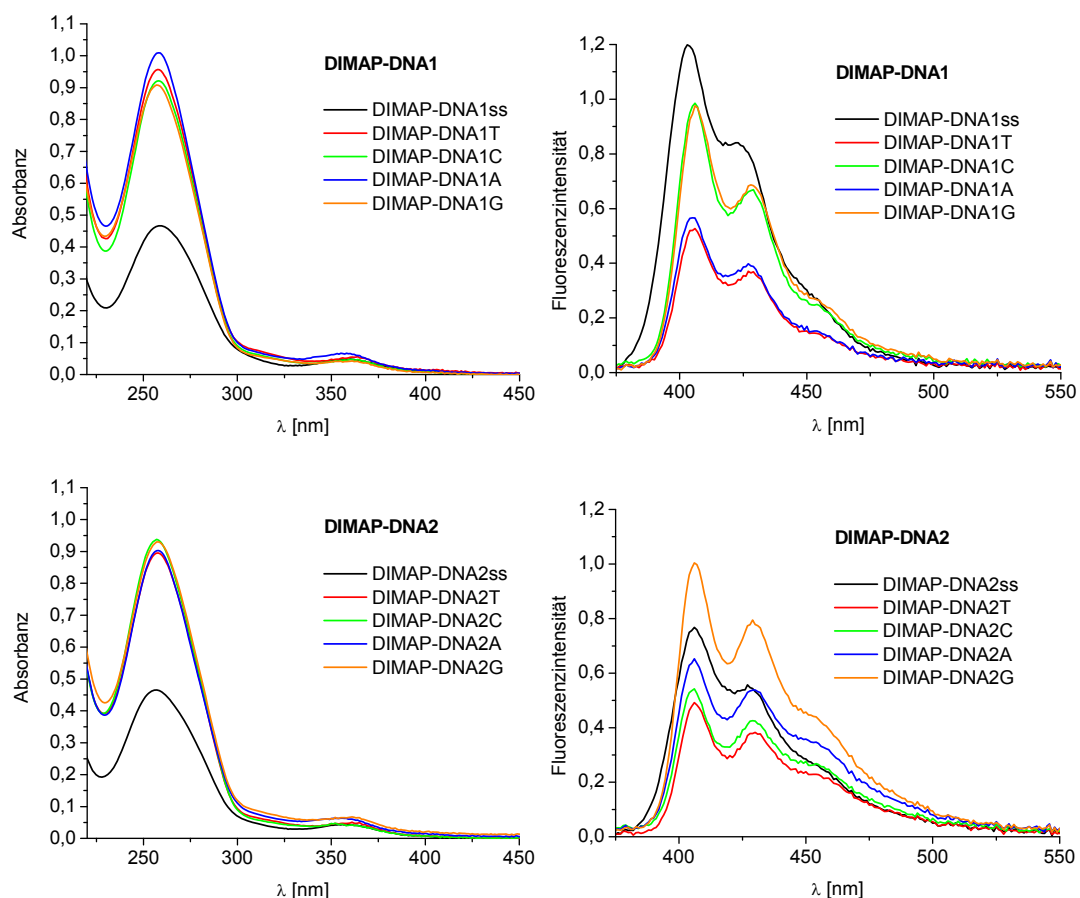 1,1
1,0
0,9
0,8
0,7
0,6
0,5
0,4
0,3
0,2
0,1
0,0
Absorbanz
DIMAP-DNA1
DIMAP-DNA1ss
DIMAP-DNA1T
DIMAP-DNA1C
DIMAP-DNA1A
DIMAP-DNA1G
250 300 350 400 450
λ [nm]
1,2
1,0
0,8
0,6
0,4
0,2
0,0
Fluoreszenzintensität
DIMAP-DNA1
DIMAP-DNA1ss
DIMAP-DNA1T
DIMAP-DNA1C
DIMAP-DNA1A
DIMAP-DNA1G
400 450 500 550
λ [nm]
1,1
1,0
0,9
0,8
0,7
0,6
0,5
0,4
0,3
0,2
0,1
0,0
Absorbanz
DIMAP-DNA2
DIMAP-DNA2ss
DIMAP-DNA2T
DIMAP-DNA2C
DIMAP-DNA2A
DIMAP-DNA2G
250 300 350 400 450
λ [nm]
1,2
1,0
0,8
0,6
0,4
0,2
0,0
Fluoreszenzintensität
DIMAP-DNA2
DIMAP-DNA2ss
DIMAP-DNA2T
DIMAP-DNA2C
DIMAP-DNA2A
DIMAP-DNA2G
400 450 500 550
λ [nm]